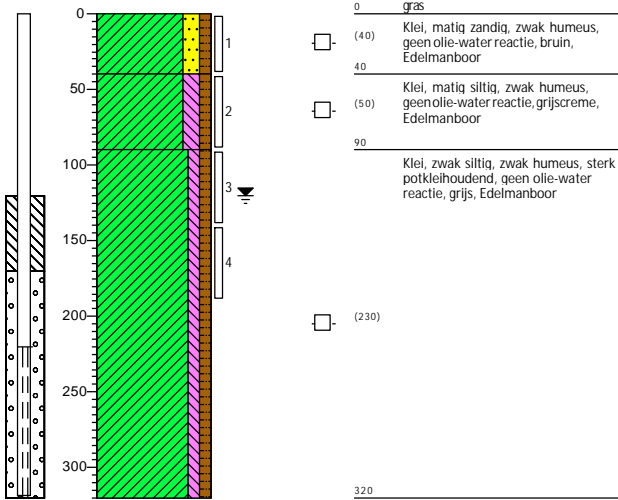 0
50
100
150
200
250
300
1
2
3
4
0
gras
(40)
Klei, matig zandig, zwak humeus,
geen olie-water reactie, bruin,
Edelmanboor
40
(50)
Klei, matig siltig, zwak humeus,
geen olie-water reactie, grijscreme,
Edelmanboor
90
Klei, zwak siltig, zwak humeus, sterk
potkleihoudend, geen olie-water
reactie, grijs, Edelmanboor
(230)
320